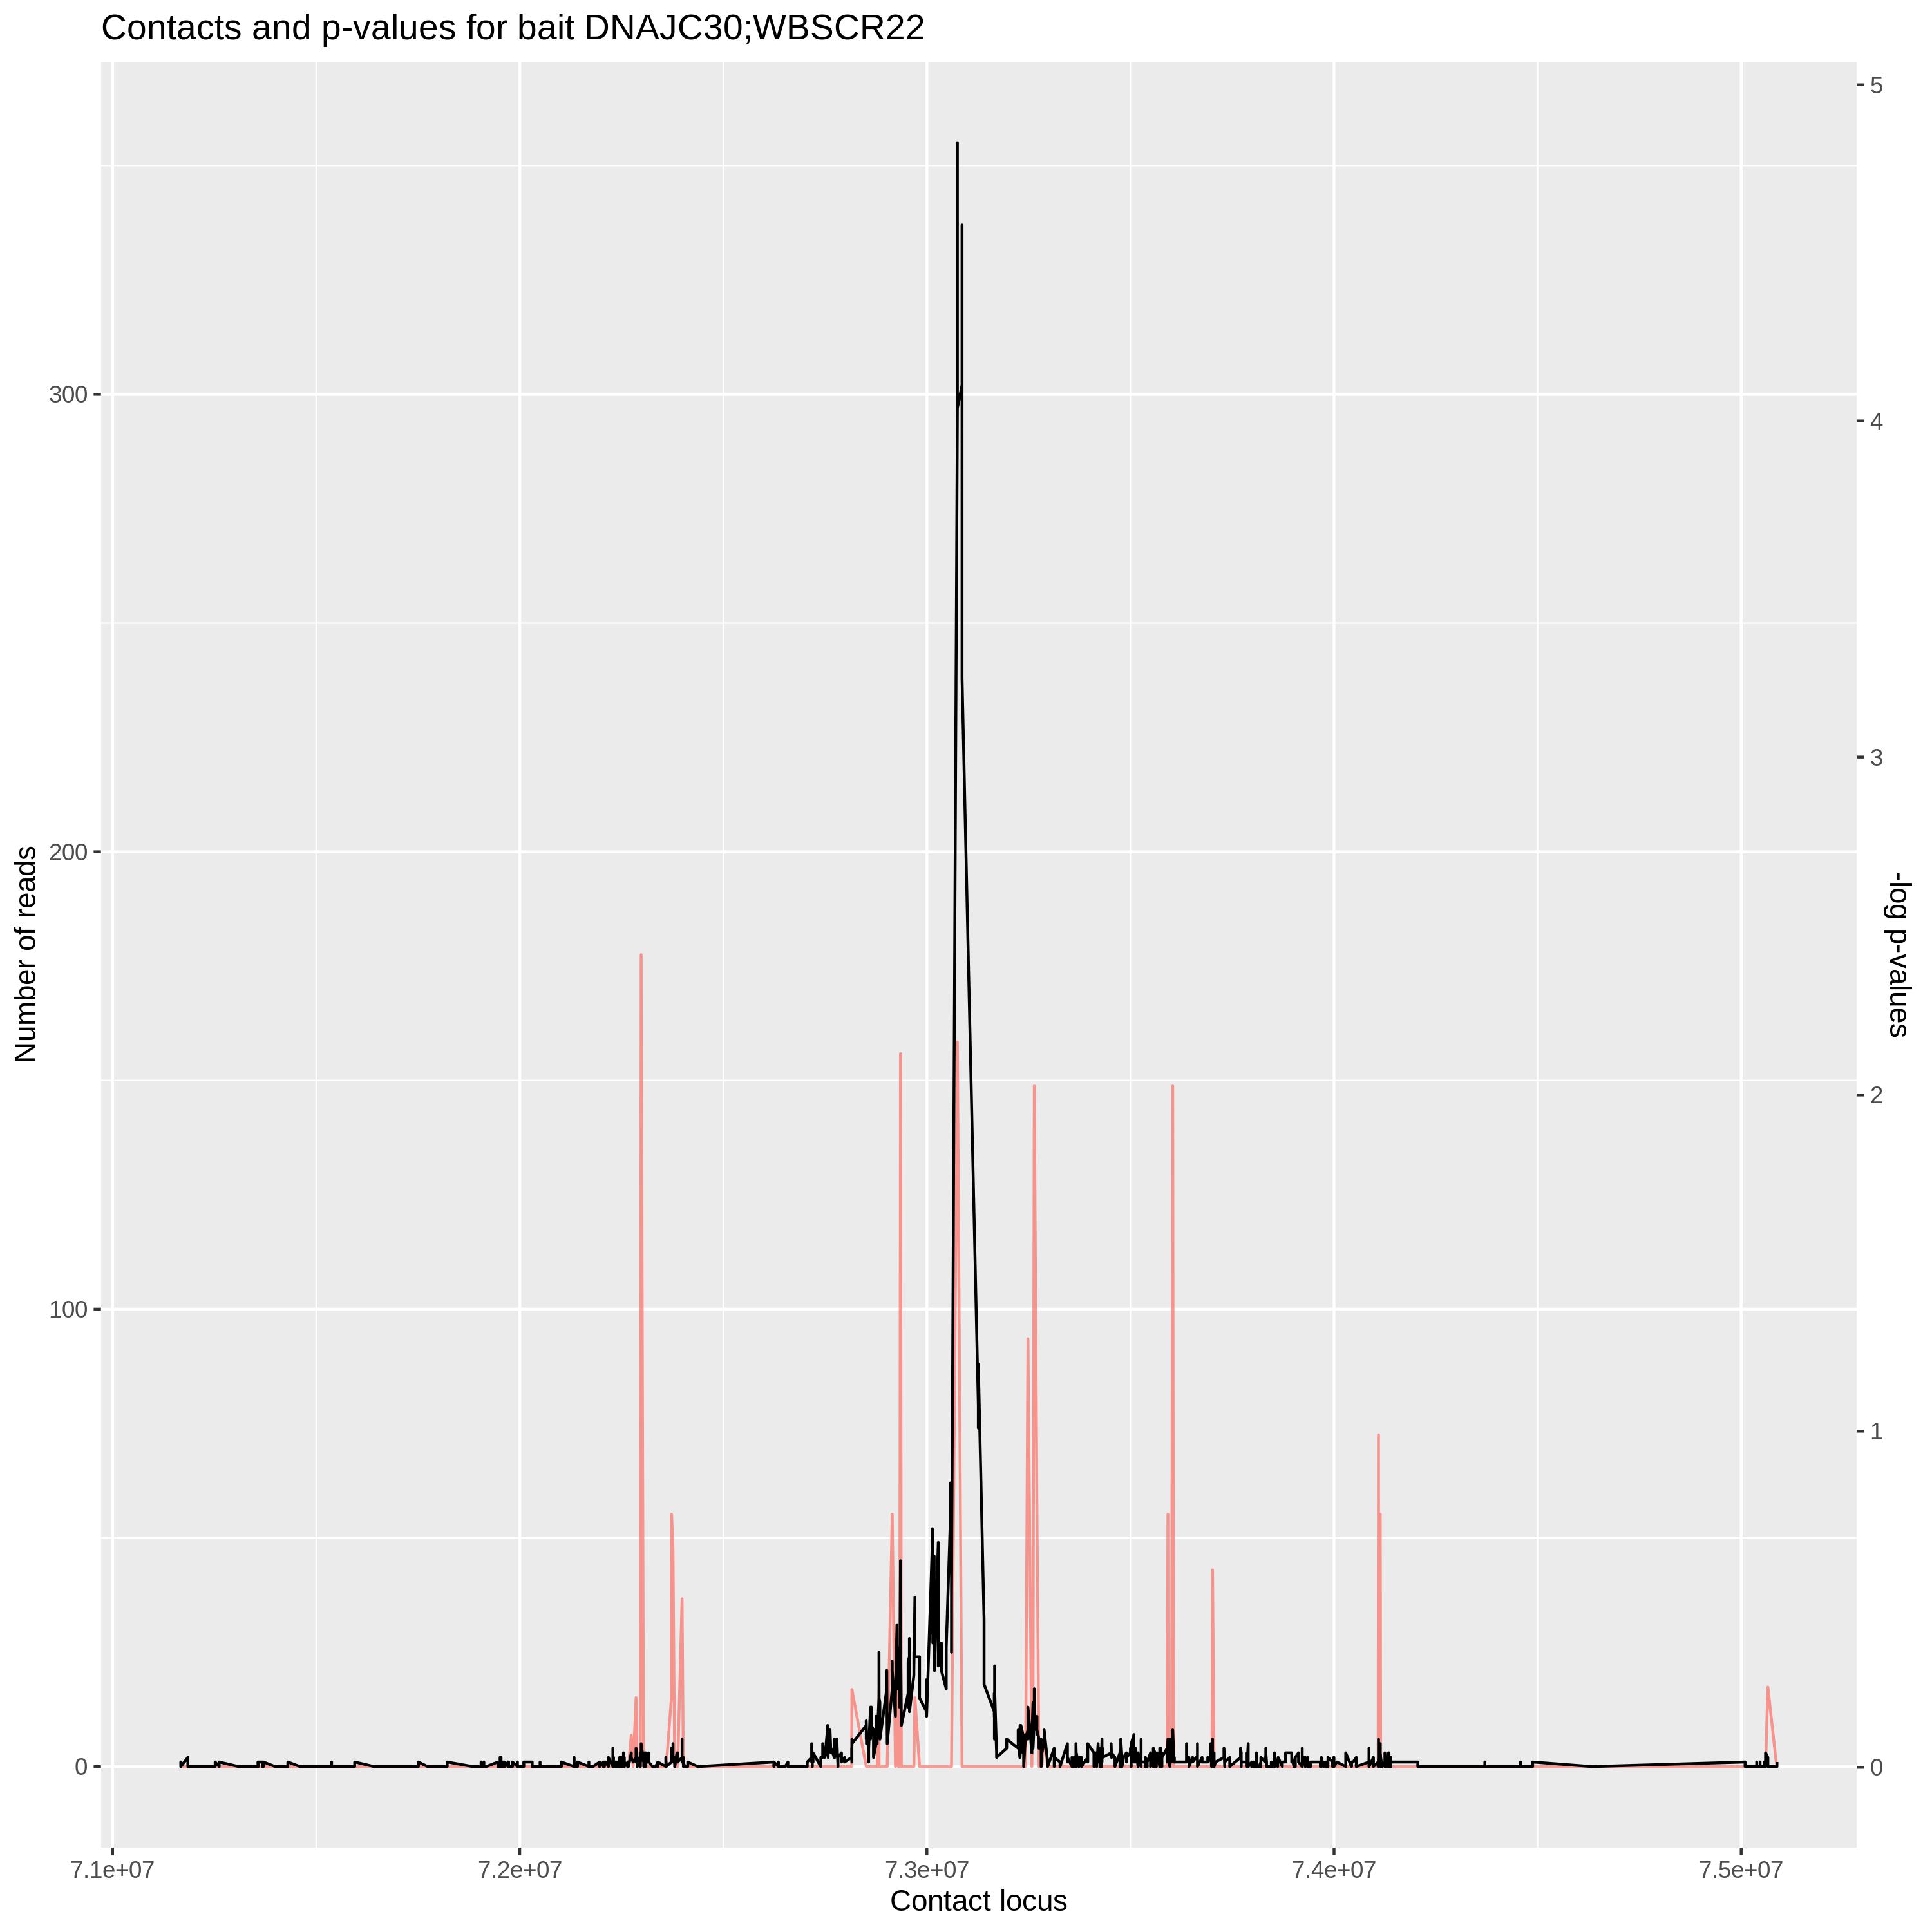 Contacts and p-values for bait DNAJC30;WBSCR22
5
300
4
3
200
Number of reads
-log p-values
2
100
1
0
0
7.1e+07 7.2e+07 7.3e+07 7.4e+07 7.5e+07
Contact locus